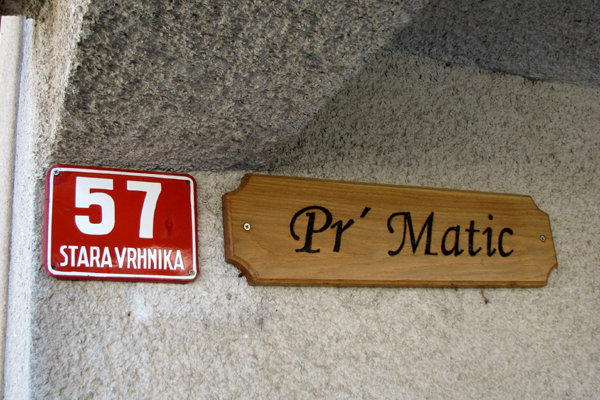 57
STARA VRHNIKA
Pr´ Matic